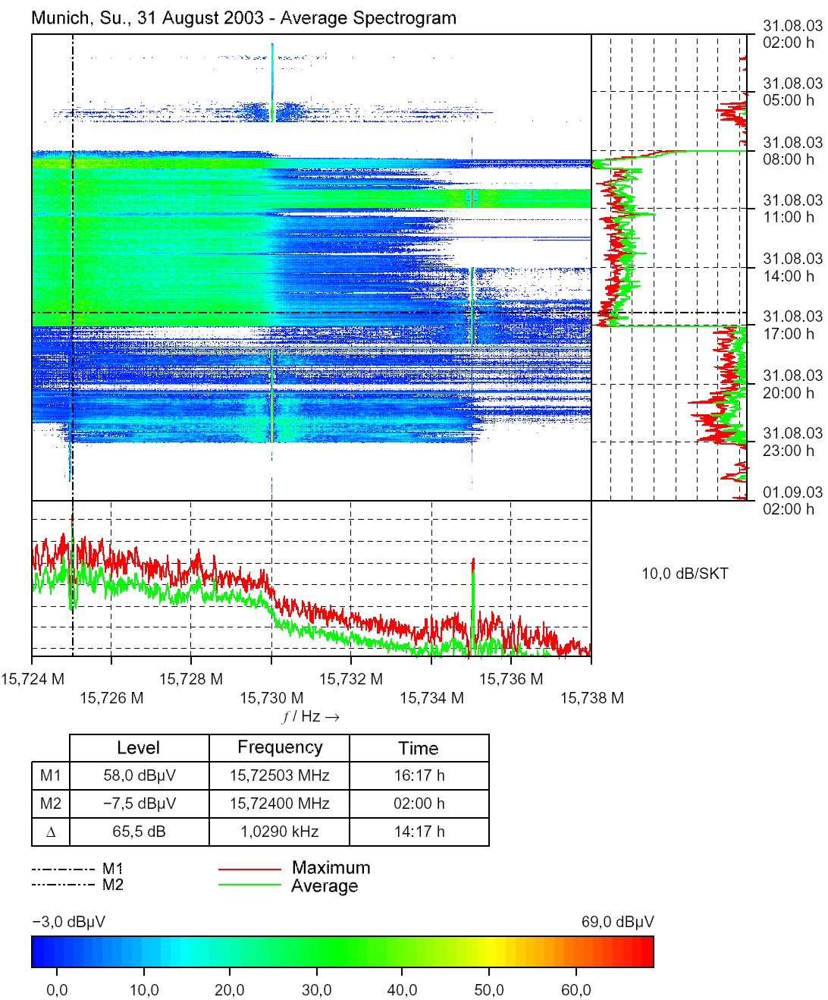 Munich, Su., 31 August 2003 - Average Spectrogram
31.08.03
02:00 h
31.08.03
05:00 h
31.08.03
08:00 h
31.08.03
11:00 h
31.08.03
14:00 h
31.08.03
17:00 h
31.08.03
20:00 h
31.08.03
23:00 h
01.09.03
02:00 h
10,0 dB/SKT
15,724 M 15,728 M 15,732 M 15,736 M
15,726 M 15,730 M 15,734 M 15,738 M
f / Hz →
Level Frequency Time
M1 58,0 dBµV 15,72503 MHz 16:17 h
M2 −7,5 dBµV 15,72400 MHz 02:00 h
Δ 65,5 dB 1,0290 kHz 14:17 h
M1 Maximum
M2 Average
−3,0 dBµV 69,0 dBµV
0,0 10,0 20,0 30,0 40,0 50,0 60,0